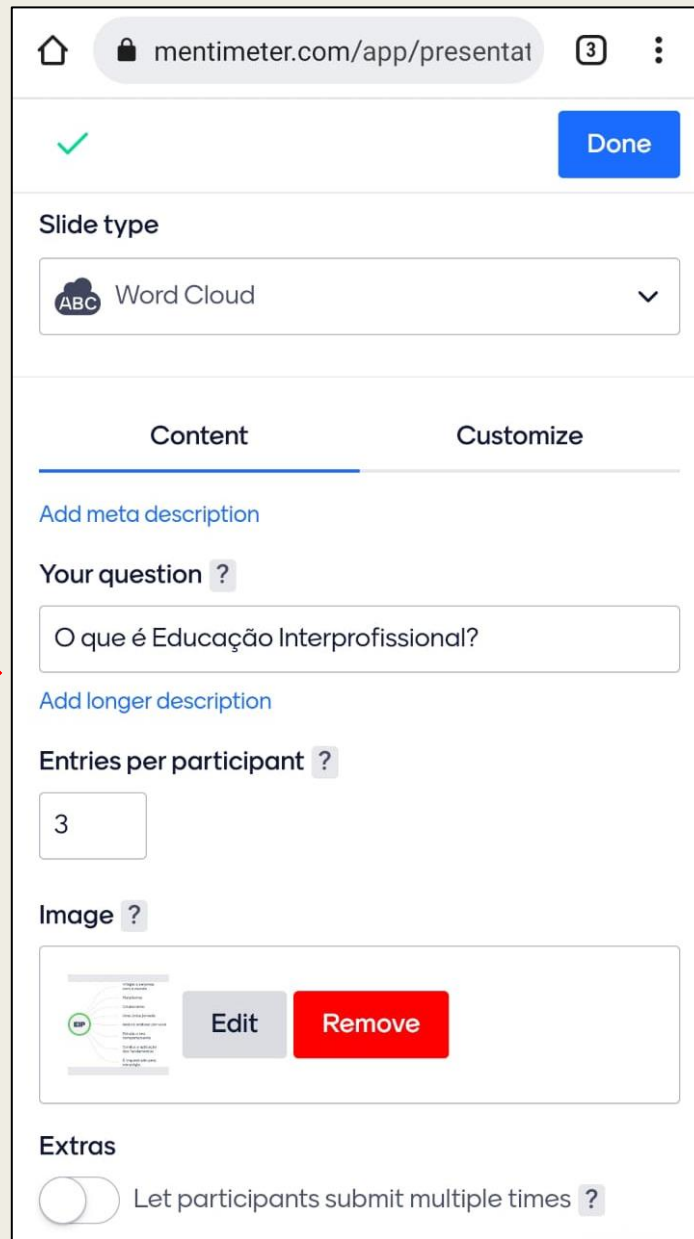 mentimeter.com/app/presentat
3
Done
Slide type
ABC Word Cloud
Content Customize
Add meta description
Your question ?
O que é Educação Interprofissional?
Add longer description
Entries per participant ?
3
Image ?
EIP
Edit Remove
Extras
Let participants submit multiple times ?